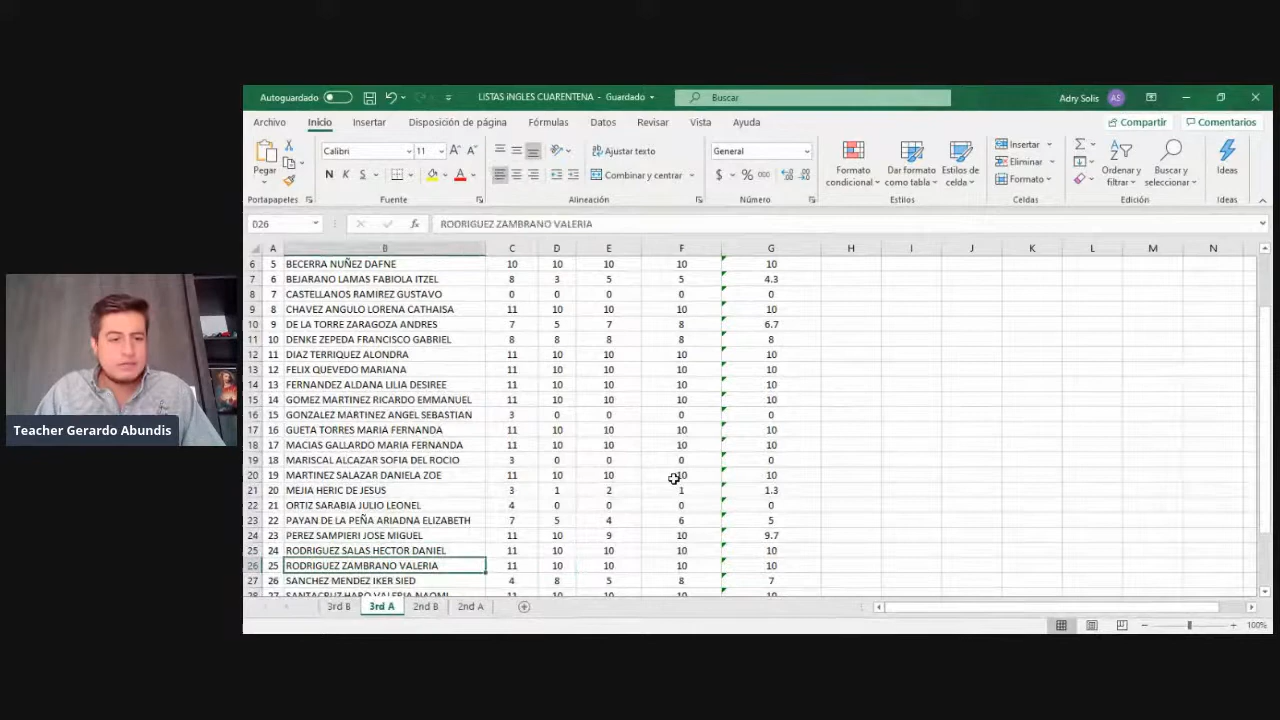 Autoguardado LISTAS iNGLES CUARENTENA - Guardado Buscar Adry Solis AS
Archivo Inicio Insertar Disposición de página Fórmulas Datos Revisar Vista Ayuda Compartir Comentarios
Pegar Calibri 11 A A Ajustar texto General Formato condicional Dar formato como tabla Estilos de celda Insertar Ordenar y filtrar Buscar y seleccionar Ideas
N K S A Combinar y centrar $ % 000 Eliminar
Formato
Portapapeles Fuente Alineación Número Estilos Celdas Edición Ideas
D26 fx RODRIGUEZ ZAMBRANO VALERIA
A B C D E F G H I J K L M N
6 5 BECERRA NUÑEZ DAFNE 10 10 10 10 10
7 6 BEJARANO LAMAS FABIOLA ITZEL 8 3 5 5 4.3
8 7 CASTELLANOS RAMIREZ GUSTAVO 0 0 0 0 0
9 8 CHAVEZ ANGULO LORENA CATHAISA 11 10 10 10 10
10 9 DE LA TORRE ZARAGOZA ANDRES 7 5 7 8 6.7
11 10 DENKE ZEPEDA FRANCISCO GABRIEL 8 8 8 8 8
12 11 DIAZ TERRIQUEZ ALONDRA 11 10 10 10 10
13 12 FELIX QUEVEDO MARIANA 11 10 10 10 10
14 13 FERNANDEZ ALDANA LILIA DESIREE 11 10 10 10 10
15 14 GOMEZ MARTINEZ RICARDO EMMANUEL 11 10 10 10 10
16 15 GONZALEZ MARTINEZ ANGEL SEBASTIAN 3 0 0 0 0
17 16 GUETA TORRES MARIA FERNANDA 11 10 10 10 10
18 17 MACIAS GALLARDO MARIA FERNANDA 11 10 10 10 10
19 18 MARISCAL ALCAZAR SOFIA DEL ROCIO 3 0 0 0 0
20 19 MARTINEZ SALAZAR DANIELA ZOE 11 10 10 10 10
21 20 MEJIA HERIC DE JESUS 3 1 2 1 1.3
22 21 ORTIZ SARABIA JULIO LEONEL 4 0 0 0 0
23 22 PAYAN DE LA PEÑA ARIADNA ELIZABETH 7 5 4 6 5
24 23 PEREZ SAMPIERI JOSE MIGUEL 11 10 9 10 9.7
25 24 RODRIGUEZ SALAS HECTOR DANIEL 11 10 10 10 10
26 25 RODRIGUEZ ZAMBRANO VALERIA 11 10 10 10 10
27 26 SANCHEZ MENDEZ IKER SIED 4 8 5 8 7
28 27 SANTACRUZ HARO VALERIA NAOMI 11 10 10 10 10
3rd B 3rd A 2nd B 2nd A
100%
Teacher Gerardo Abundis